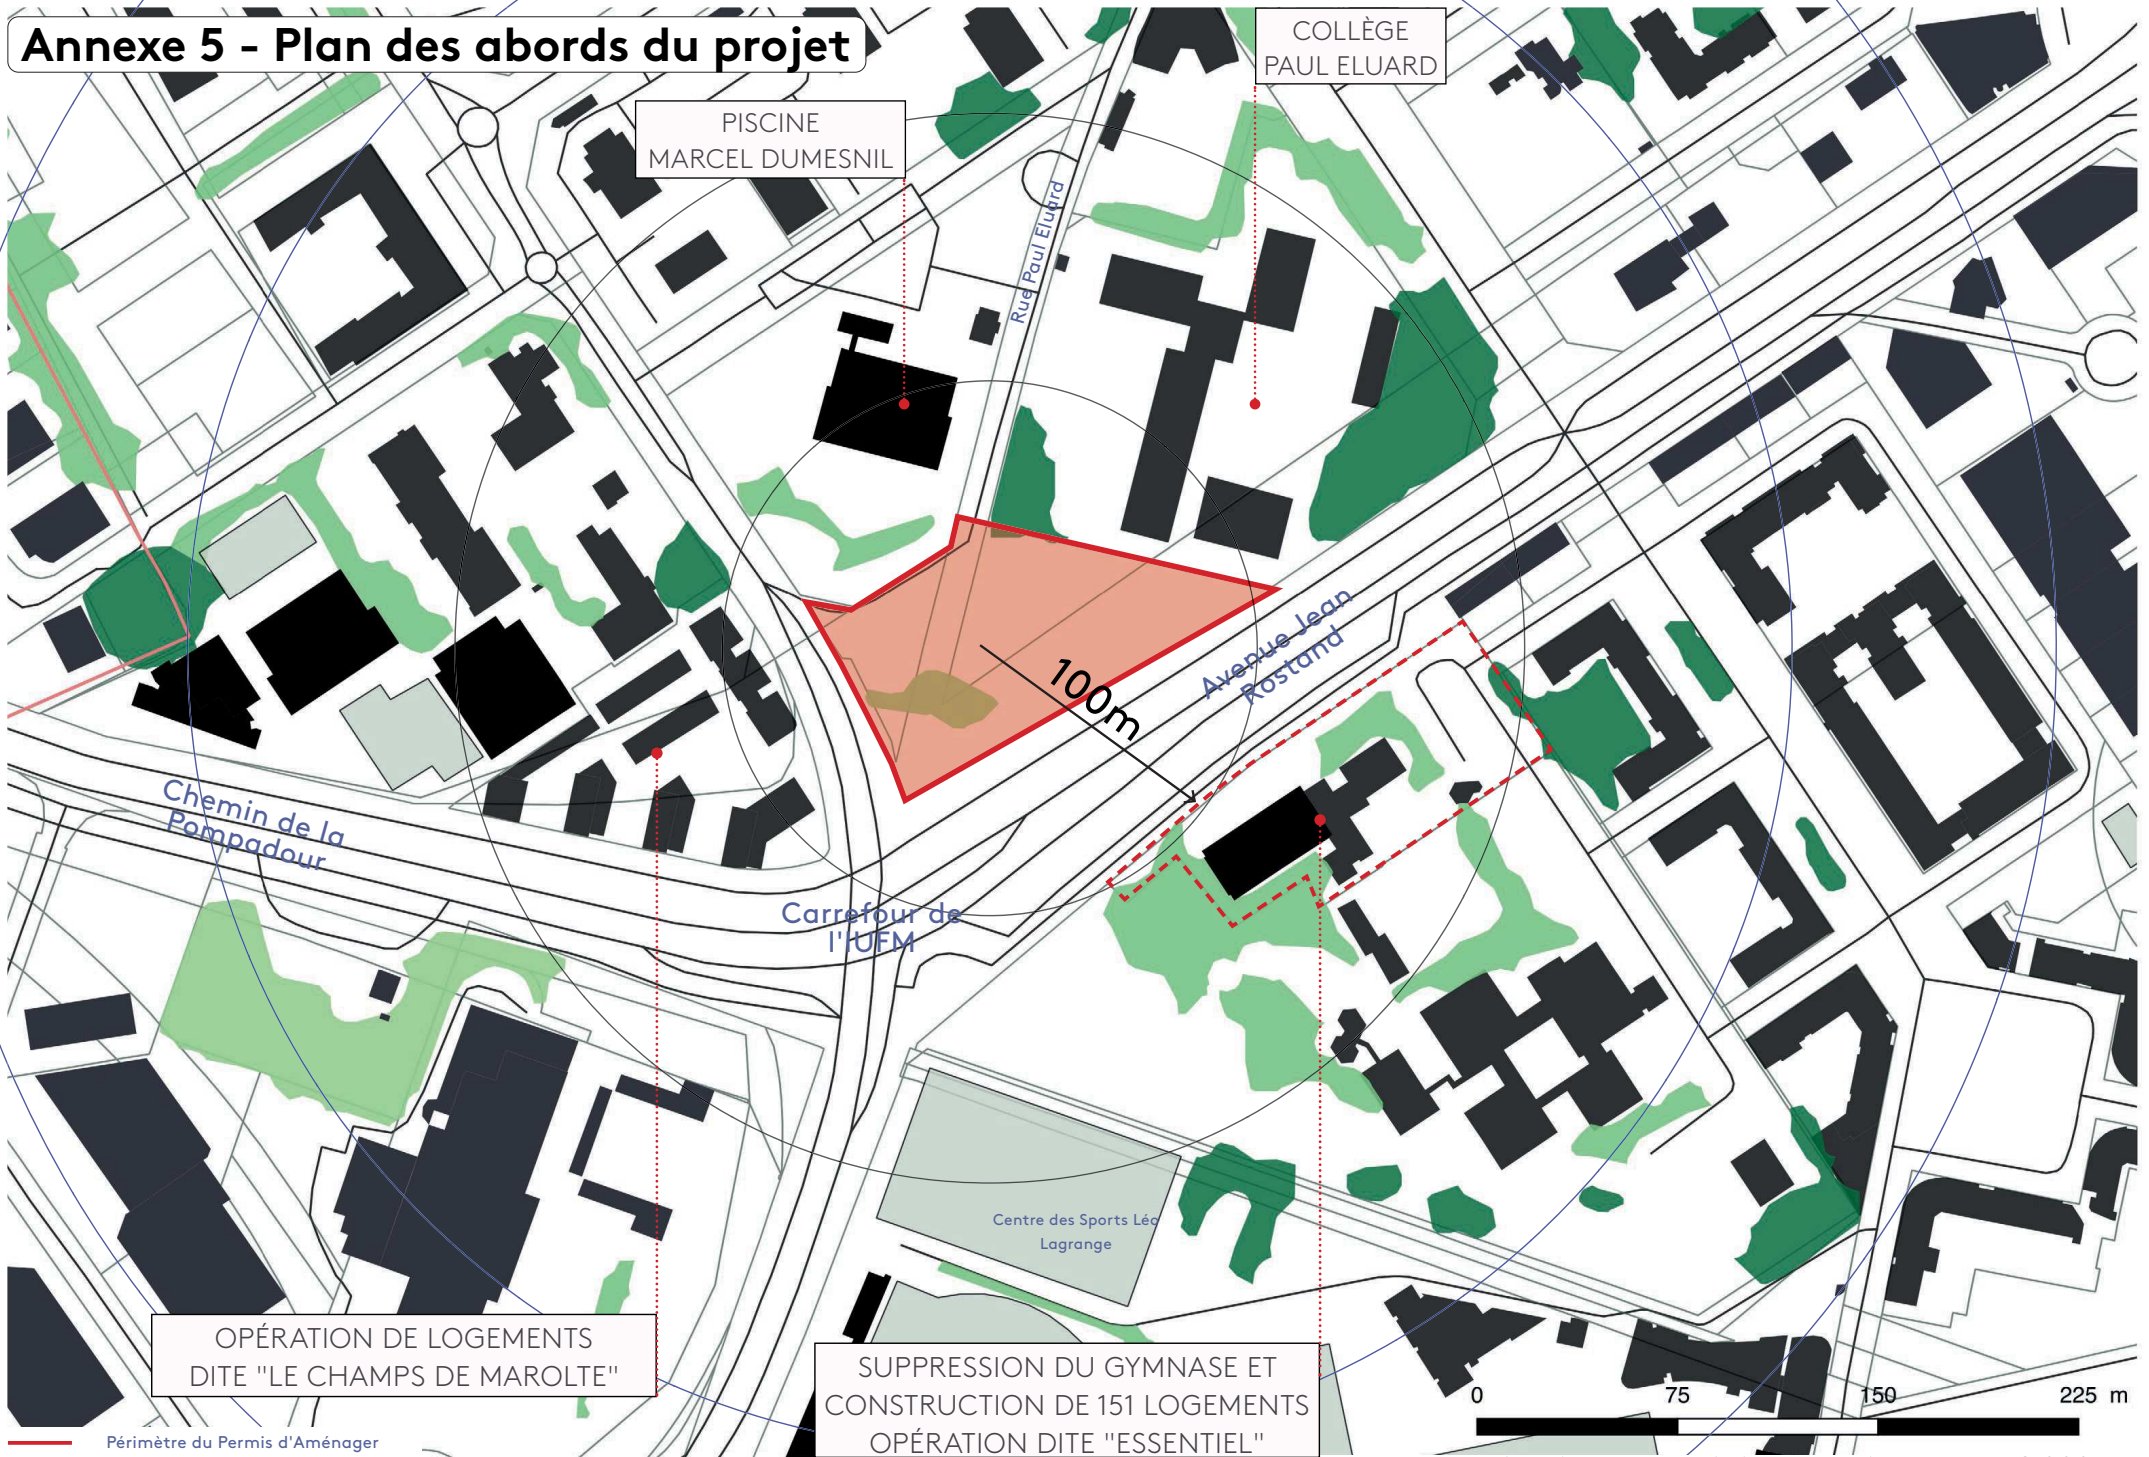 Annexe 5 - Plan des abords du projet
COLLÈGE
PAUL ELUARD
PISCINE
MARCEL DUMESNIL
Rue Paul Eluard
100m
Avenue Jean
Rostand
Chemin de la
Pompadour
Carrefour de
l'IUFM
Centre des Sports Léo
Lagrange
OPÉRATION DE LOGEMENTS
DITE "LE CHAMPS DE MAROLTE"
SUPPRESSION DU GYMNASE ET
CONSTRUCTION DE 151 LOGEMENTS
OPÉRATION DITE "ESSENTIEL"
0 75 150 225 m
Périmètre du Permis d'Aménager